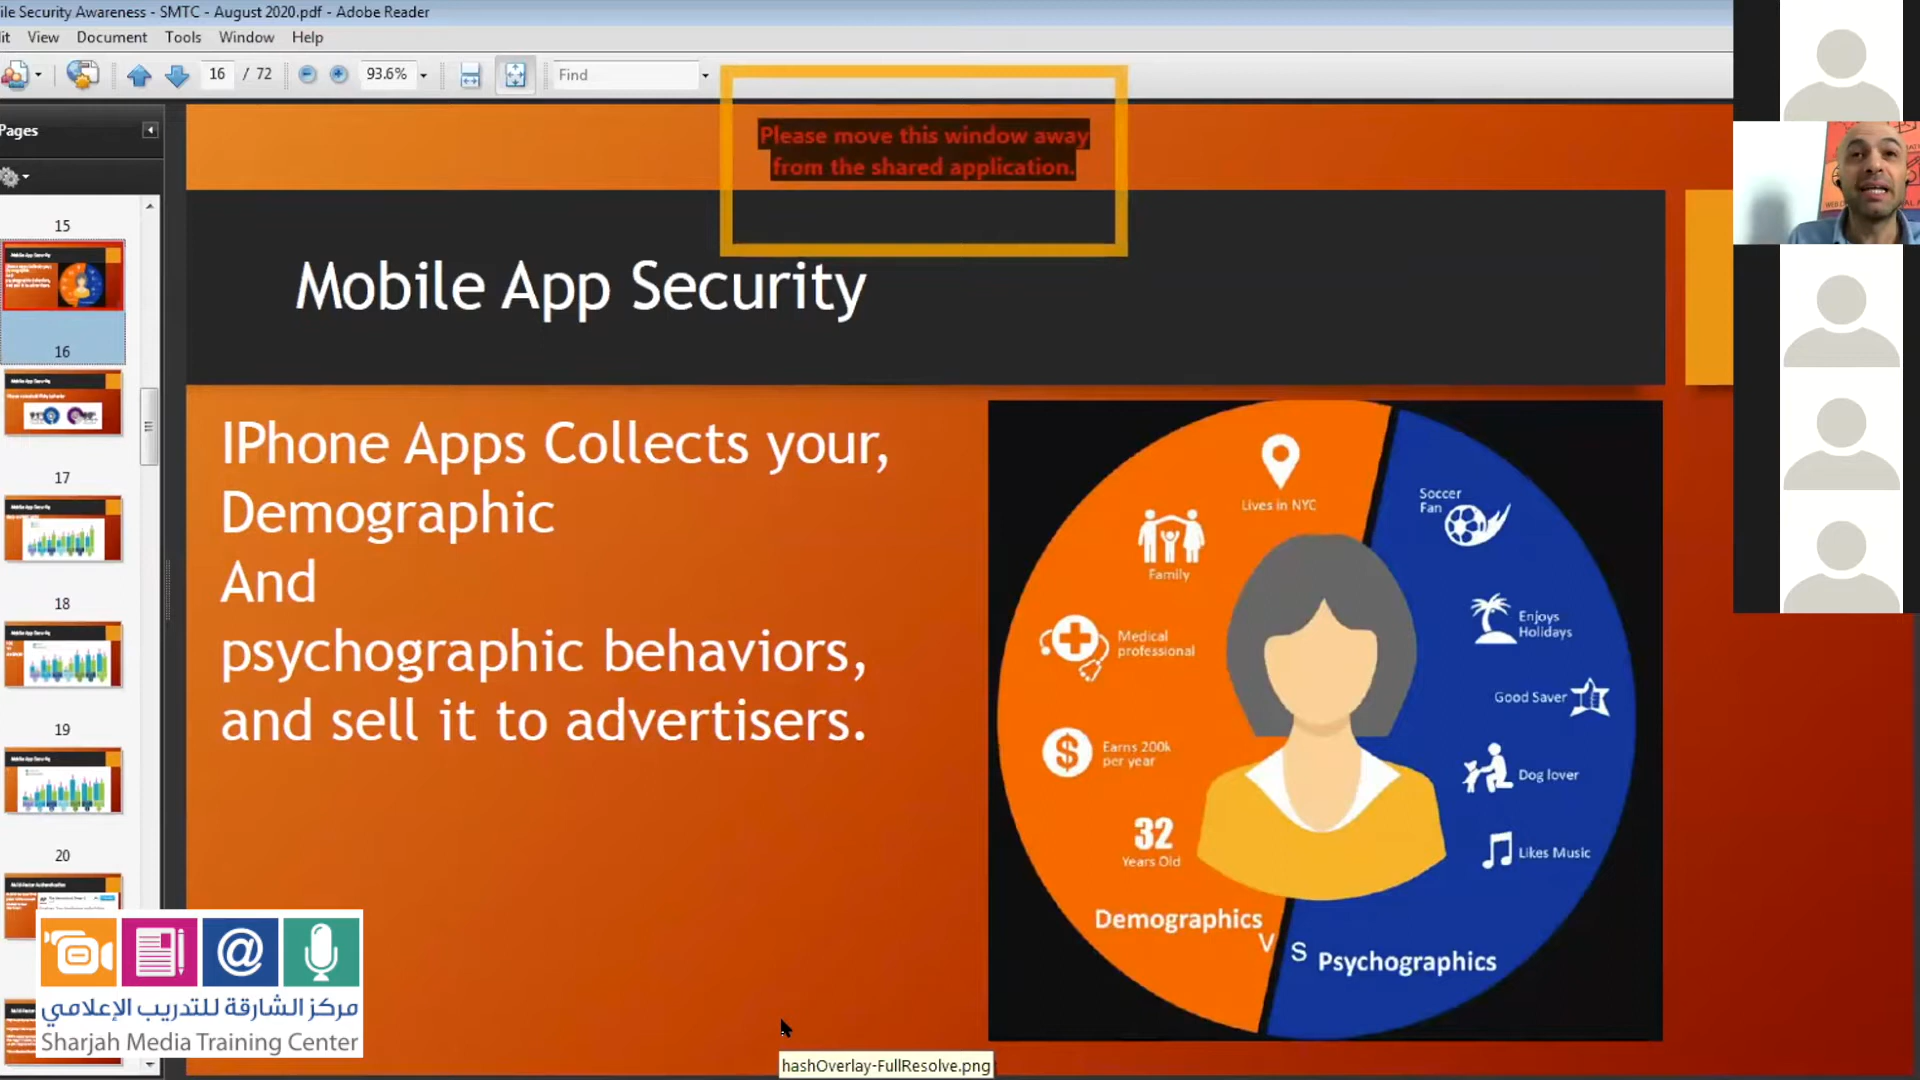 ile Security Awareness - SMTC - August 2020.pdf - Adobe Reader
it View Document Tools Window Help
16 / 72 93.6% Find
Please move this window away
from the shared application.
Pages
15
16
17
18
19
20
Mobile App Security
IPhone Apps Collects your,
Demographic
And
psychographic behaviors,
and sell it to advertisers.
Lives in NYC
Family
Medical
professional
Earns 200k
per year
32
Years Old
Demographics
V S
Psychographics
Soccer
Fan
Enjoys
Holidays
Good Saver
Dog lover
Likes Music
مركز الشارقة للتدريب الإعلامي
Sharjah Media Training Center
hashOverlay-FullResolve.png